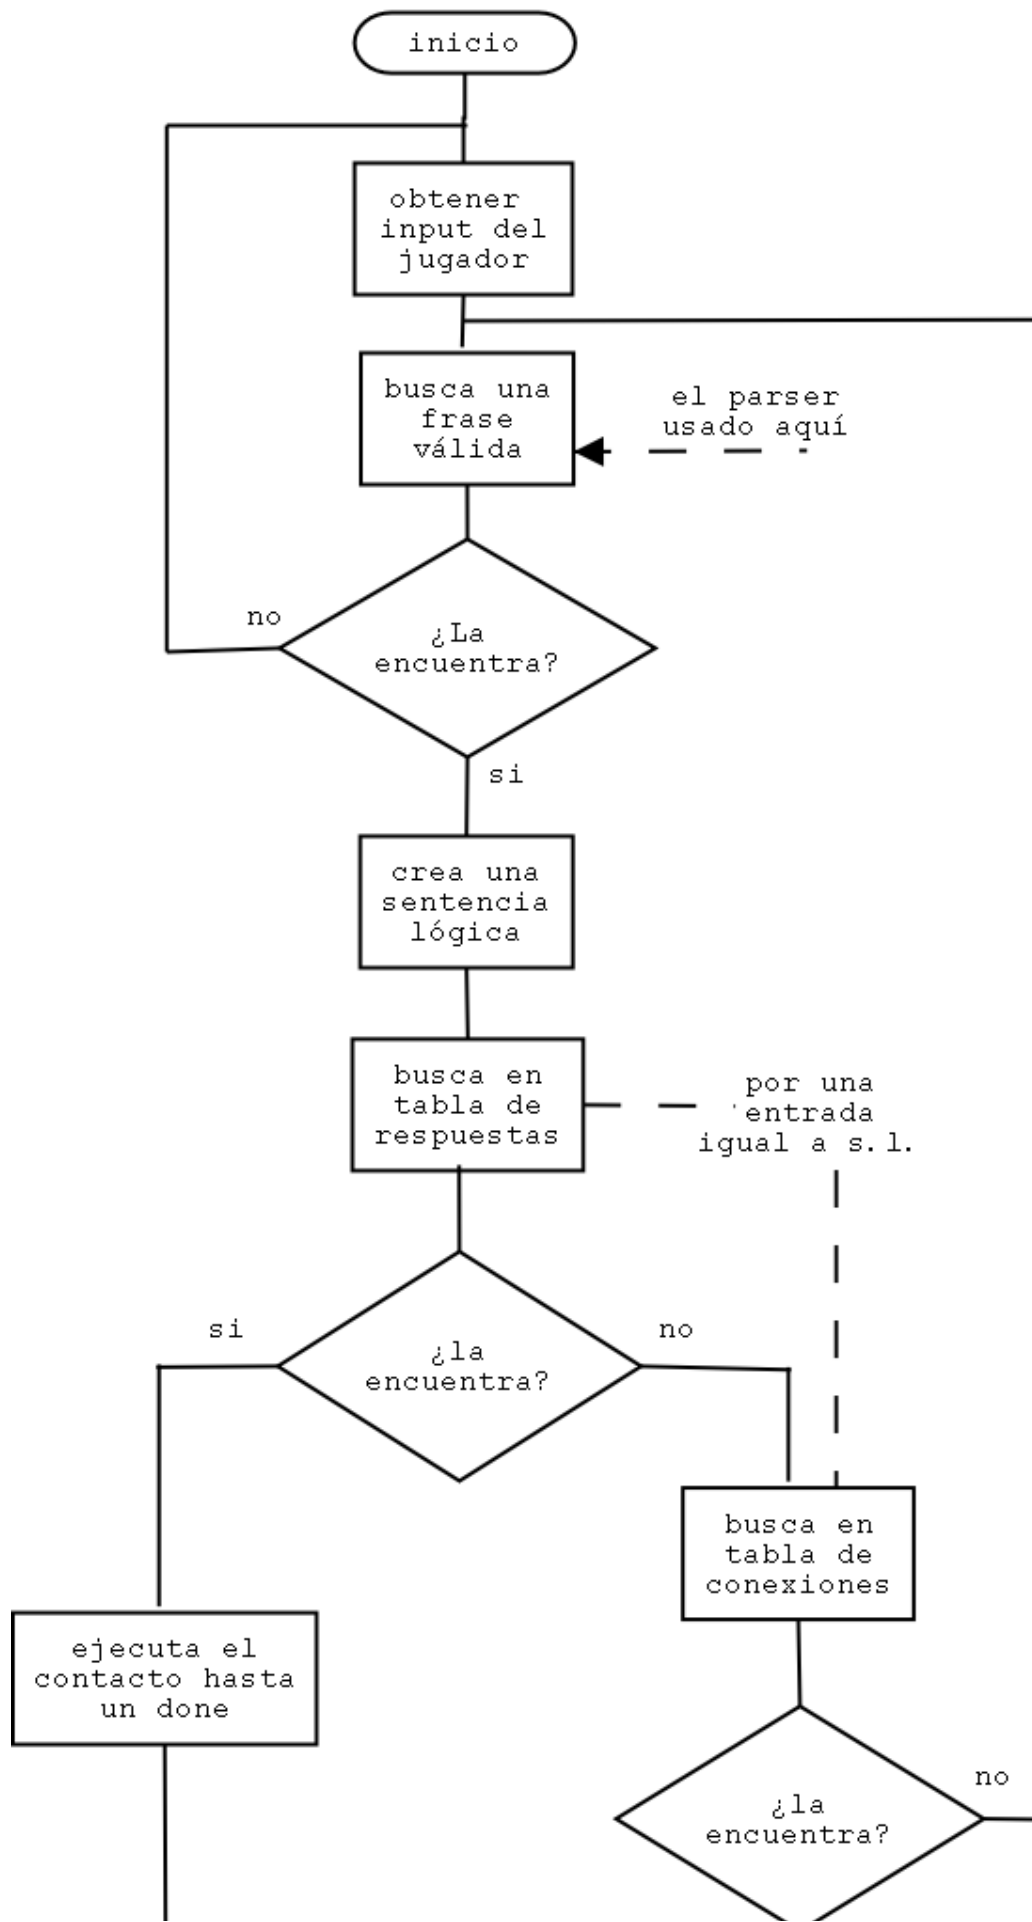 inicio
obtener
input del
jugador
busca una
frase
válida
el parser
usado aquí
no
¿La
encuentra?
si
crea una
sentencia
lógica
busca en
tabla de
respuestas
por una
entrada
igual a s.l.
si
no
¿la
encuentra?
busca en
tabla de
conexiones
ejecuta el
contacto hasta
un done
no
¿la
encuentra?